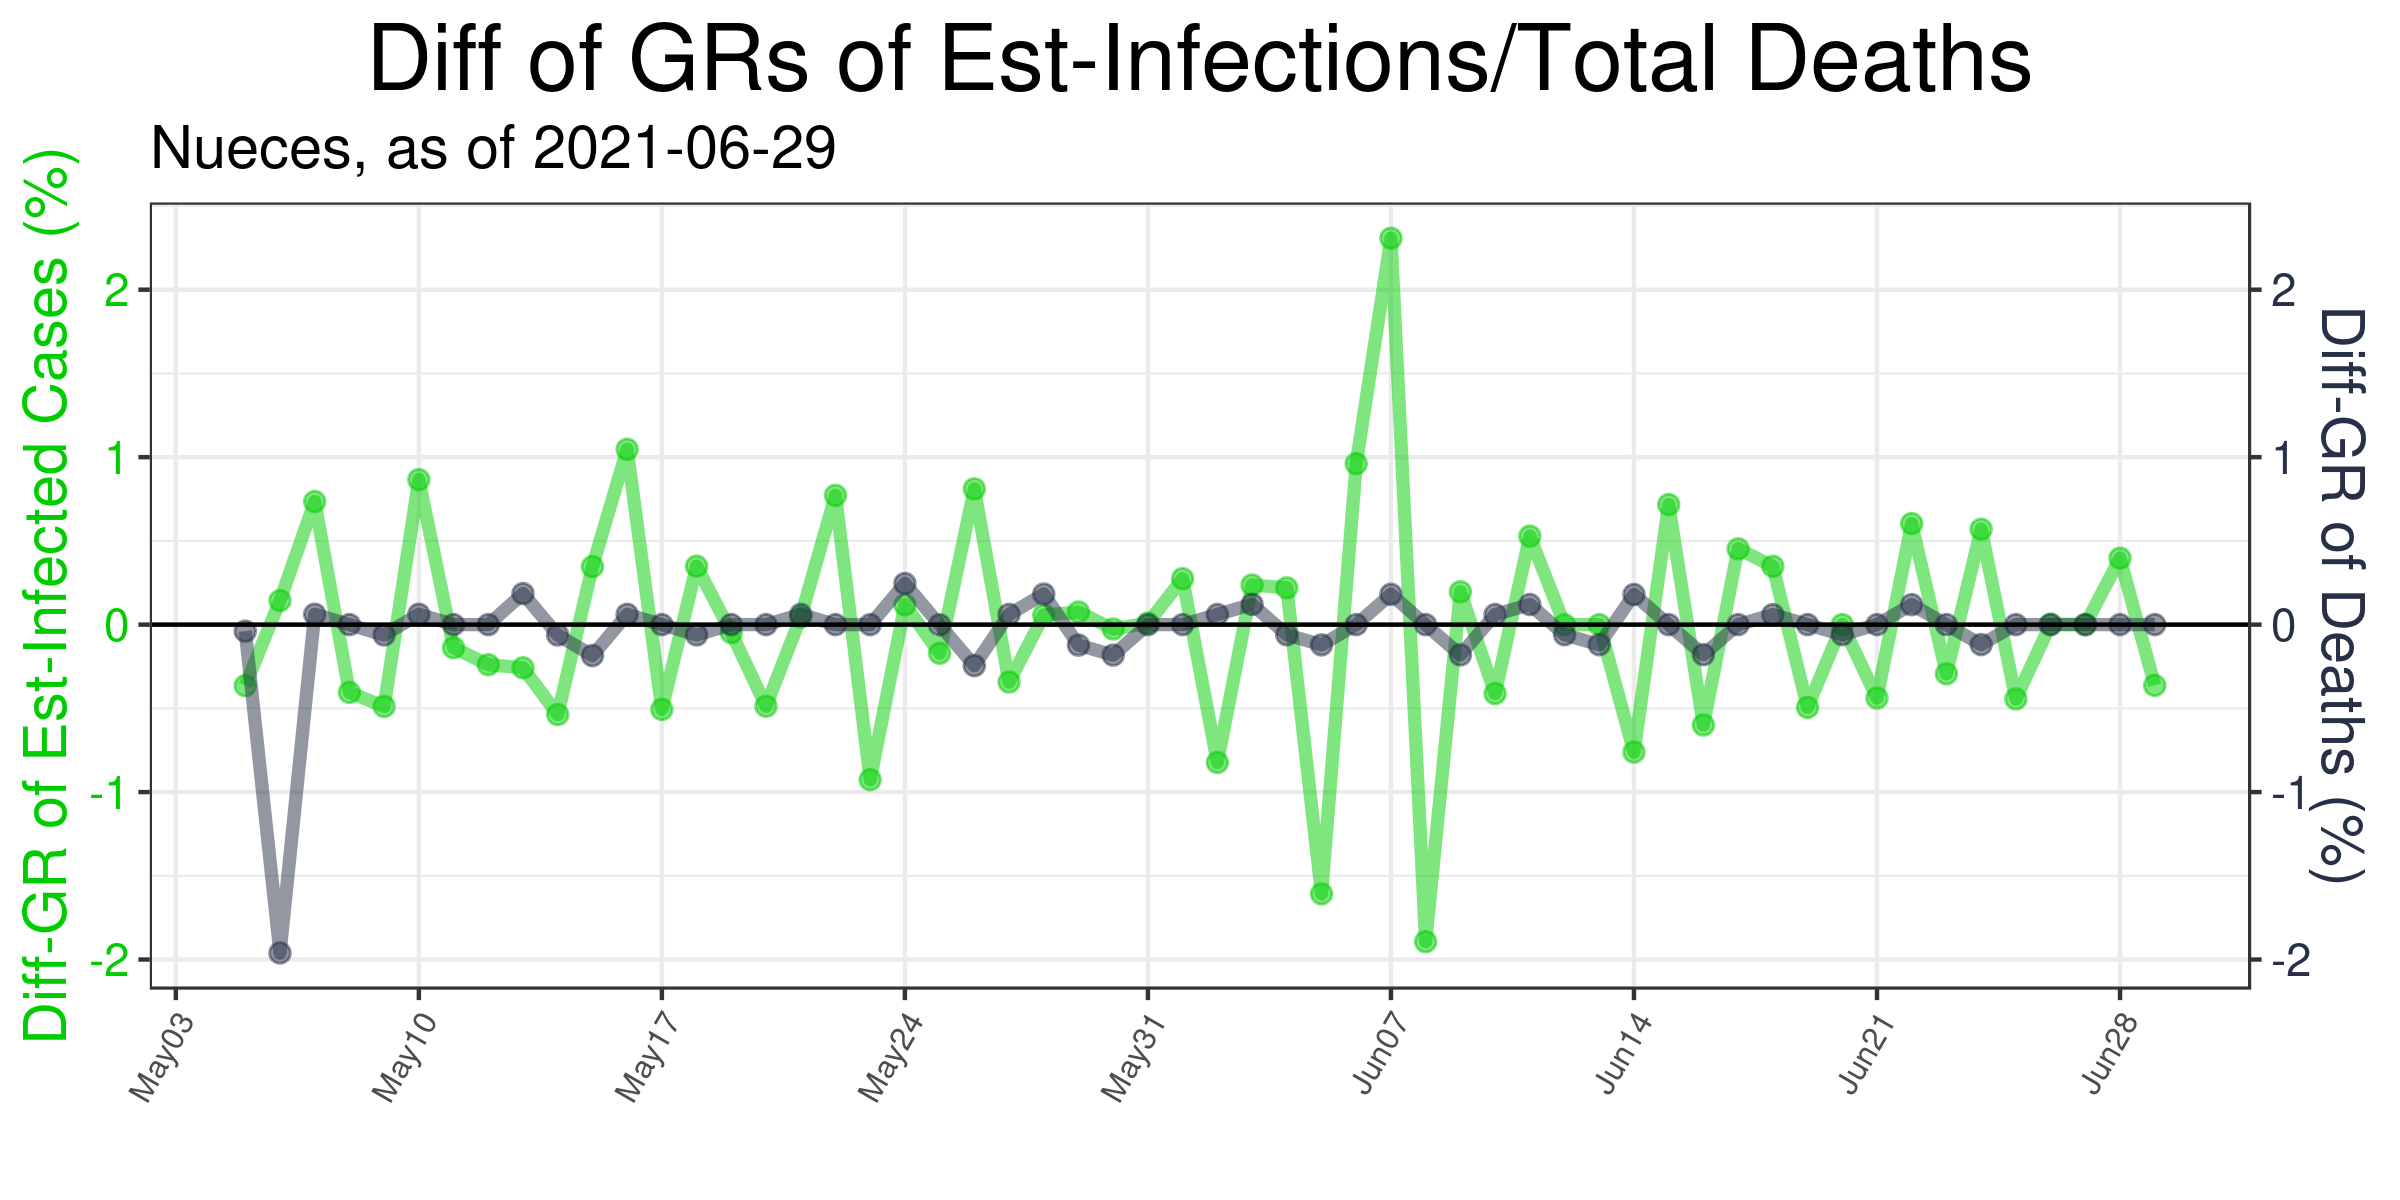 Diff of GRs of Est-Infections/Total Deaths
Nueces, as of 2021-06-29
Diff-GR of Est-Infected Cases (%)
2
1
0
-1
-2
2
1
0
-1
-2
Diff-GR of Deaths (%)
May03
May10
May17
May24
May31
Jun07
Jun14
Jun21
Jun28